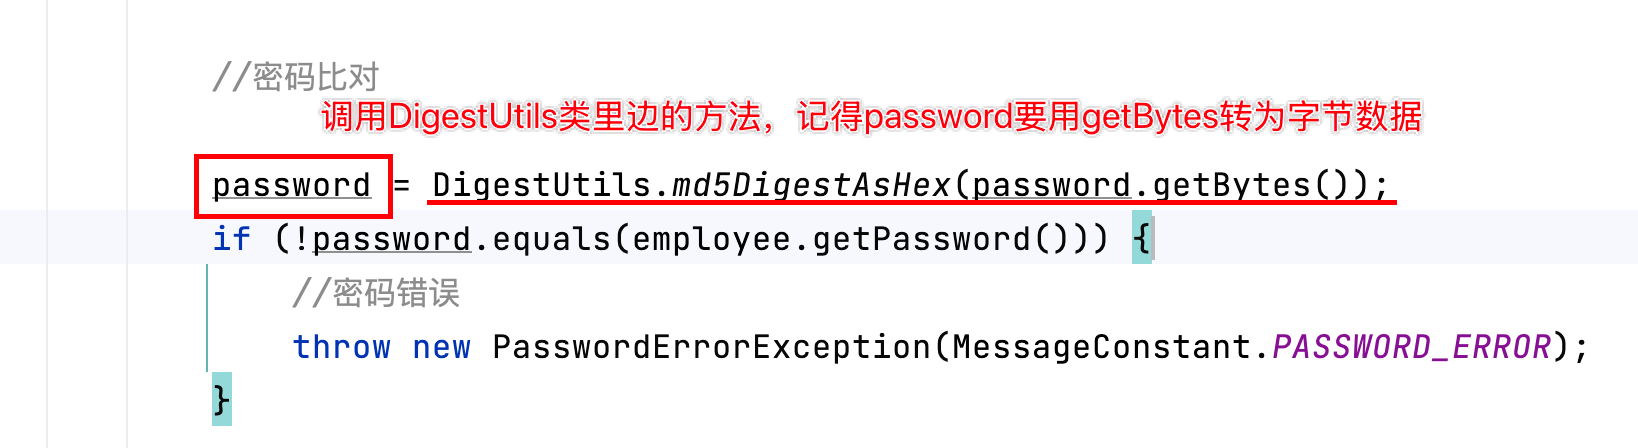 //密码比对
调用DigestUtils类里边的方法，记得password要用getBytes转为字节数据
password = DigestUtils.md5DigestAsHex(password.getBytes());
if (!password.equals(employee.getPassword())) {
//密码错误
throw new PasswordErrorException(MessageConstant.PASSWORD_ERROR);
}